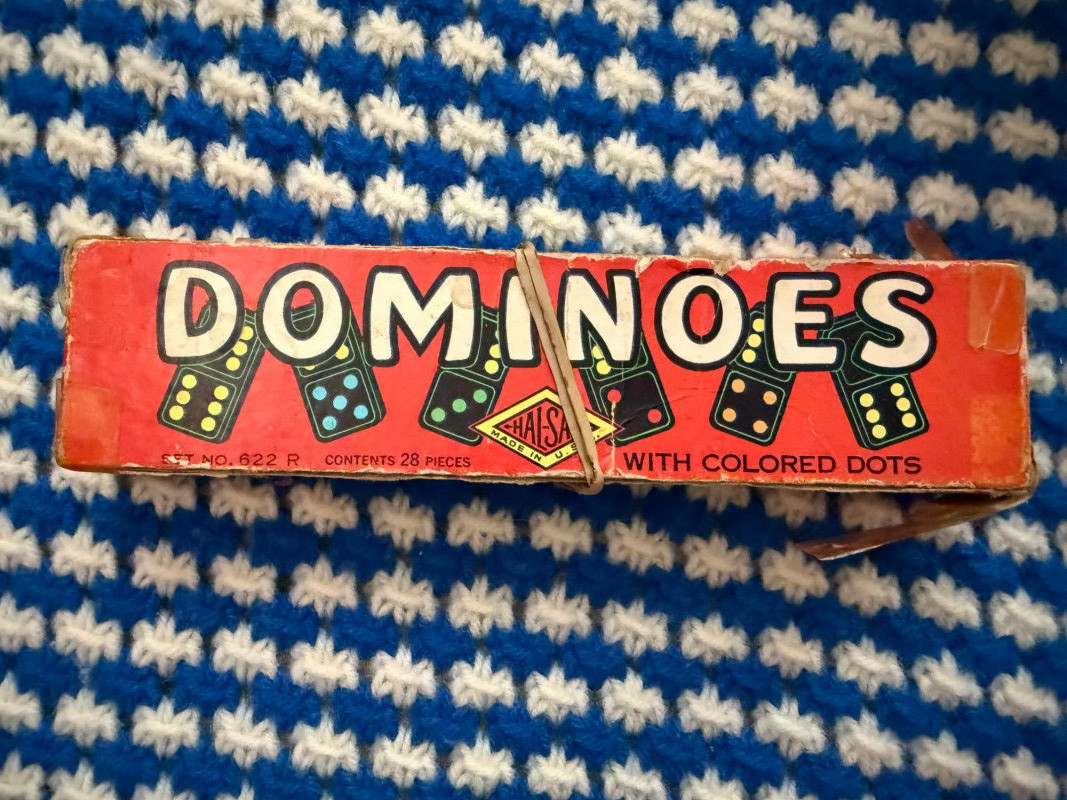 DOMINOES
HALSAM
MADE IN U.S.A.
SET NO. 622 R CONTENTS 28 PIECES
WITH COLORED DOTS